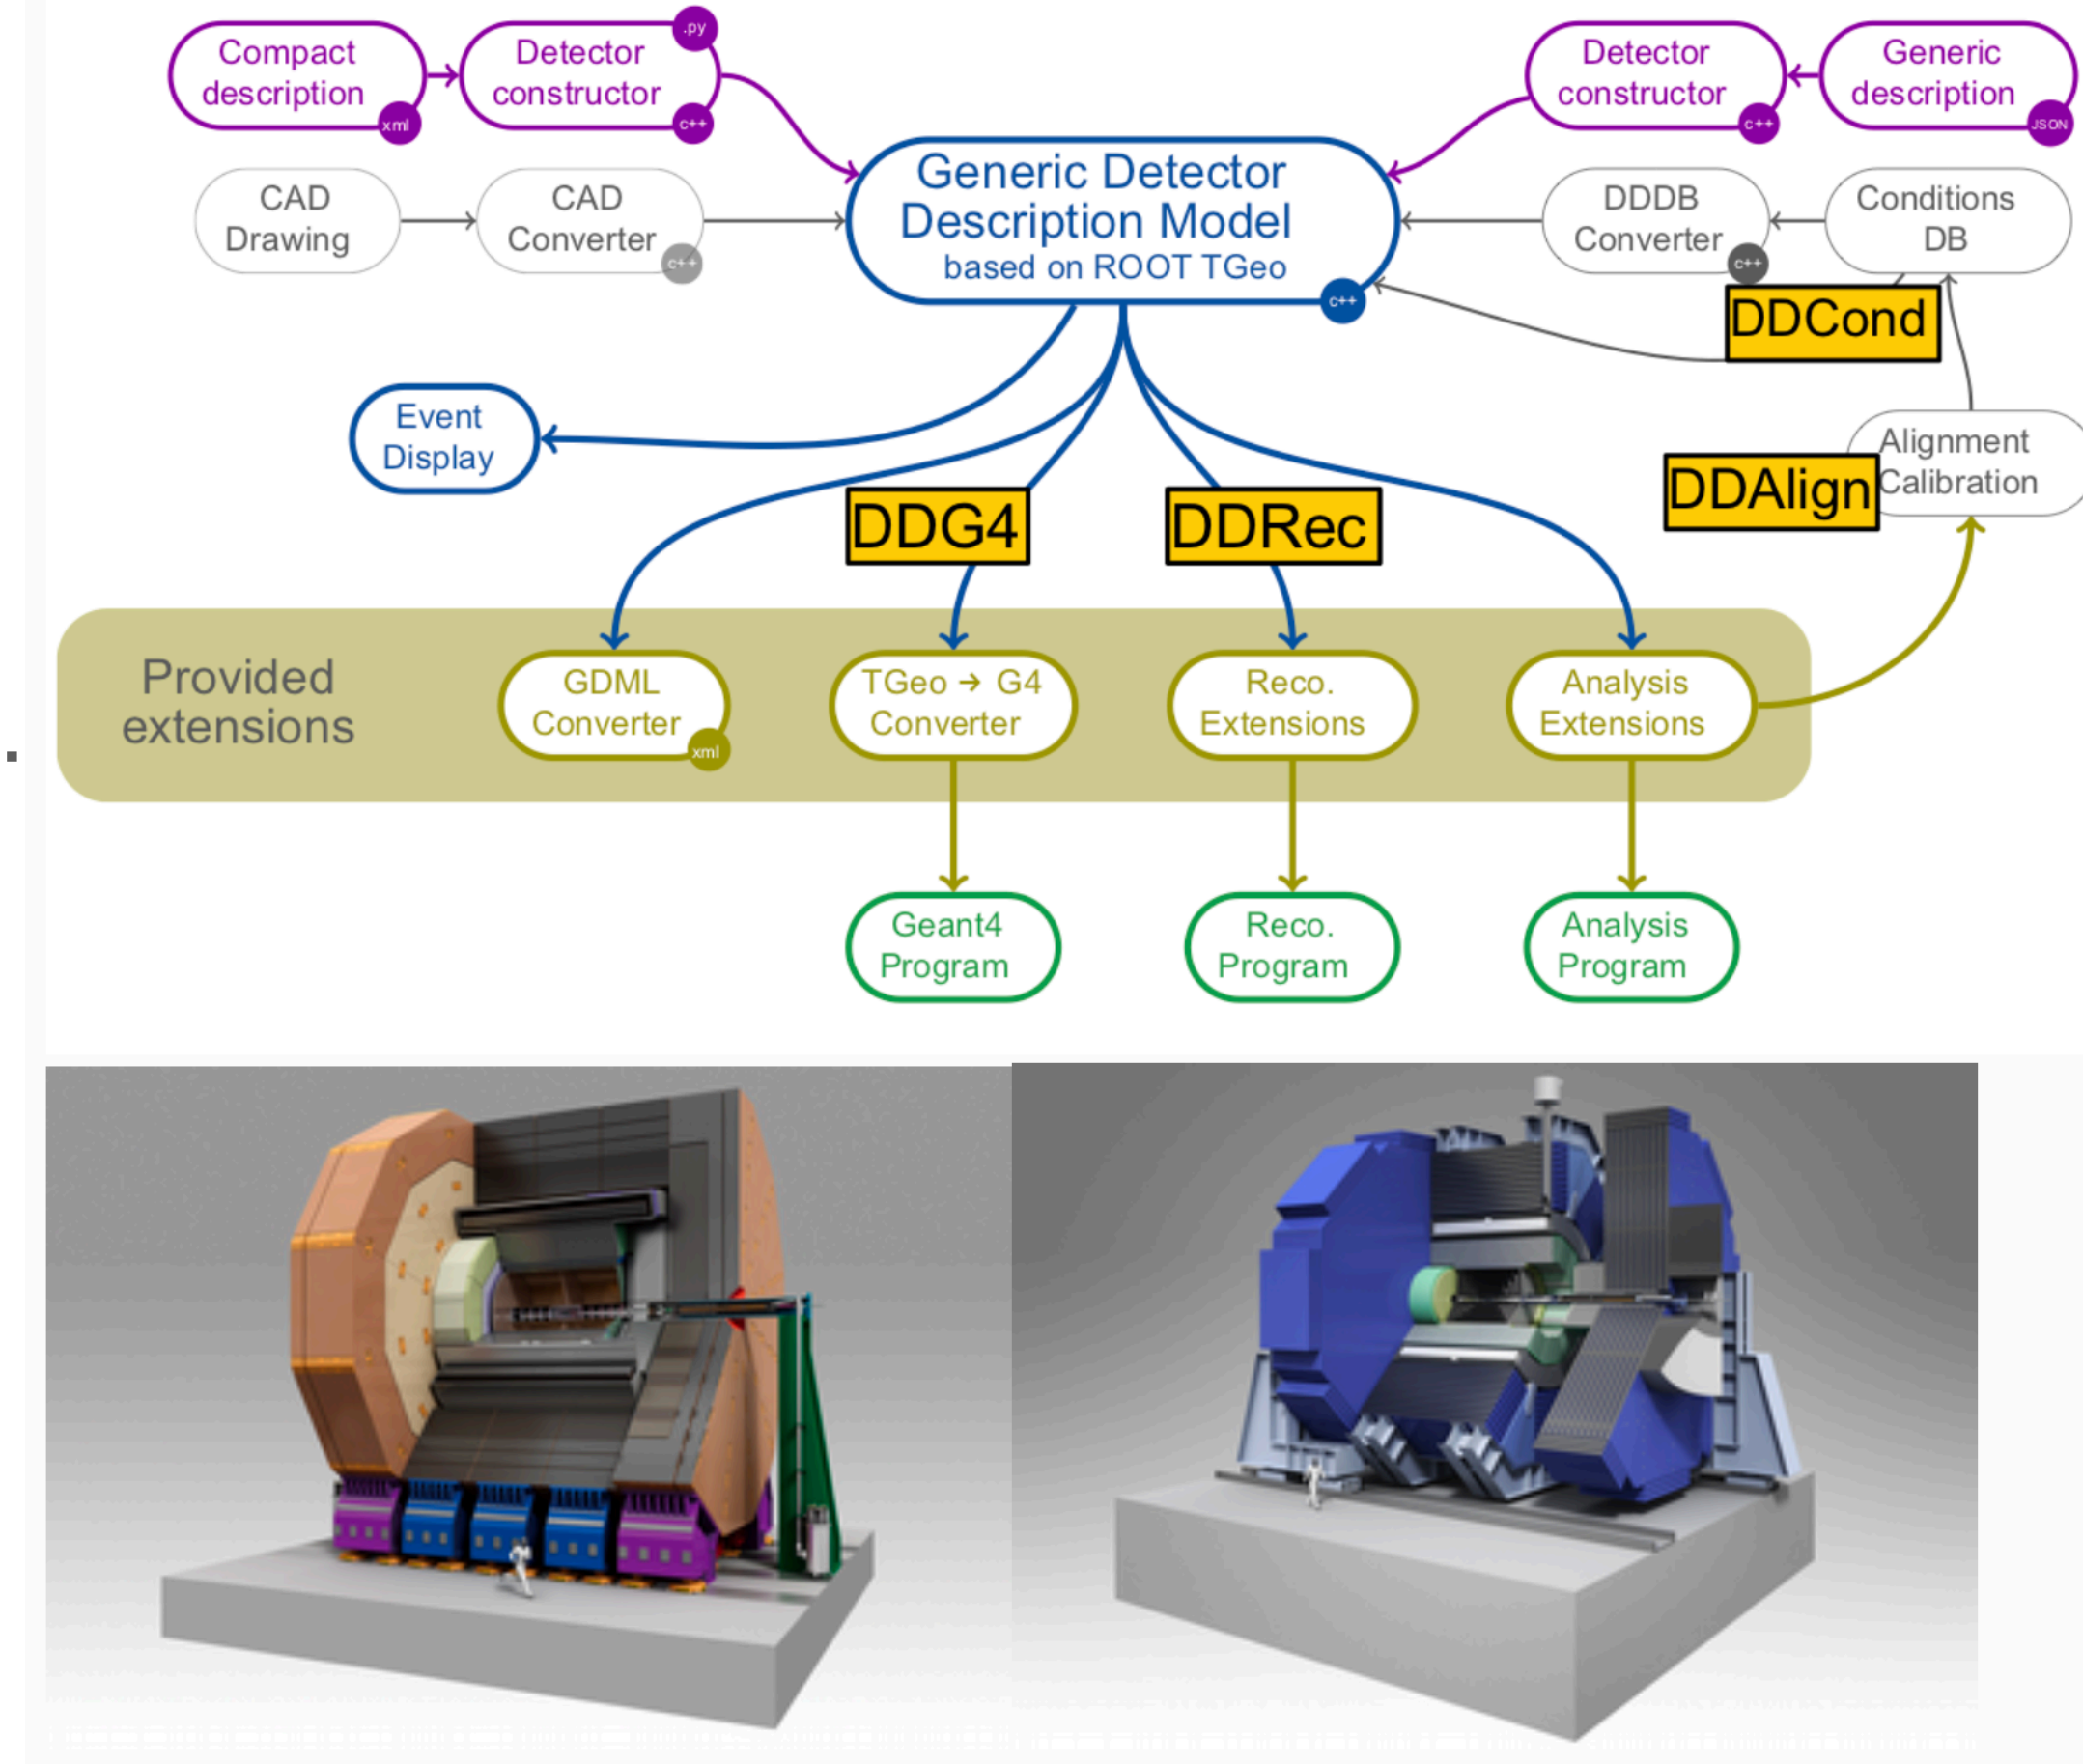 Compact
description
xml
Detector
constructor
.py
c++
Detector
constructor
c++
Generic
description
JSON
CAD
Drawing
CAD
Converter
c++
Generic Detector
Description Model
based on ROOT TGeo
c++
DDDB
Converter
c++
Conditions
DB
DDCond
Event
Display
Alignment
Calibration
DDAlign
DDG4
DDRec
Provided
extensions
GDML
Converter
xml
TGeo → G4
Converter
Reco.
Extensions
Analysis
Extensions
Geant4
Program
Reco.
Program
Analysis
Program